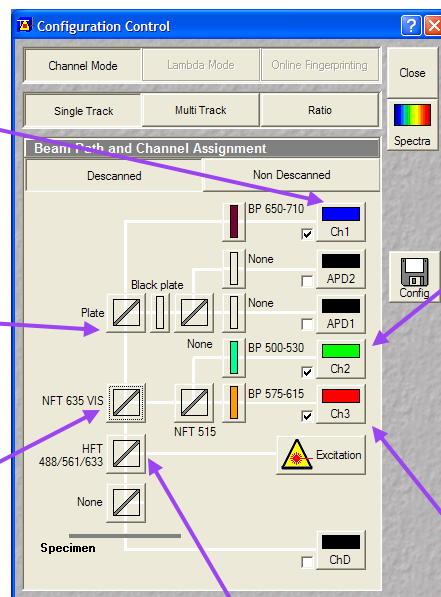 Configuration Control
?
X
Channel Mode
Lambda Mode
Online Fingerprinting
Close
Single Track
Multi Track
Ratio
Spectra
Beam Path and Channel Assignment
Descanned
Non Descanned
BP 650-710
Ch1
None
APD2
Black plate
Plate
None
APD1
Config
None
BP 500-530
Ch2
NFT 635 VIS
BP 575-615
Ch3
NFT 515
HFT
488/561/633
Excitation
None
Specimen
ChD